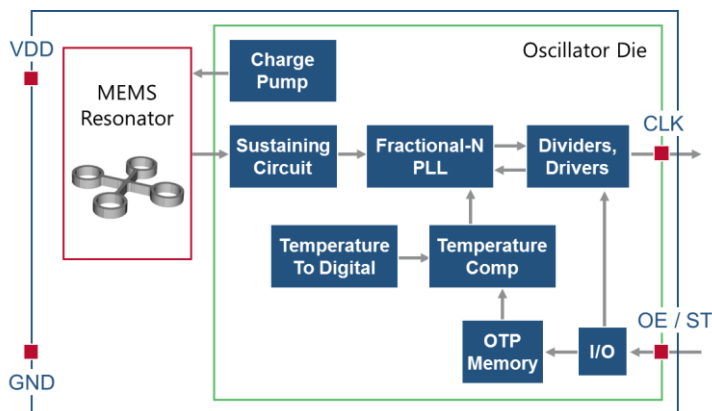 VDD
MEMS
Resonator
Charge
Pump
Oscillator Die
Sustaining
Circuit
Fractional-N
PLL
Dividers,
Drivers
CLK
Temperature
To Digital
Temperature
Comp
OTP
Memory
I/O
OE / ST
GND